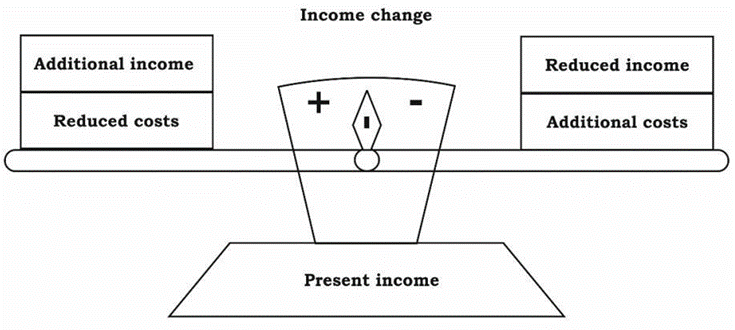 Income change
Additional income
Reduced costs
+
-
Reduced income
Additional costs
Present income